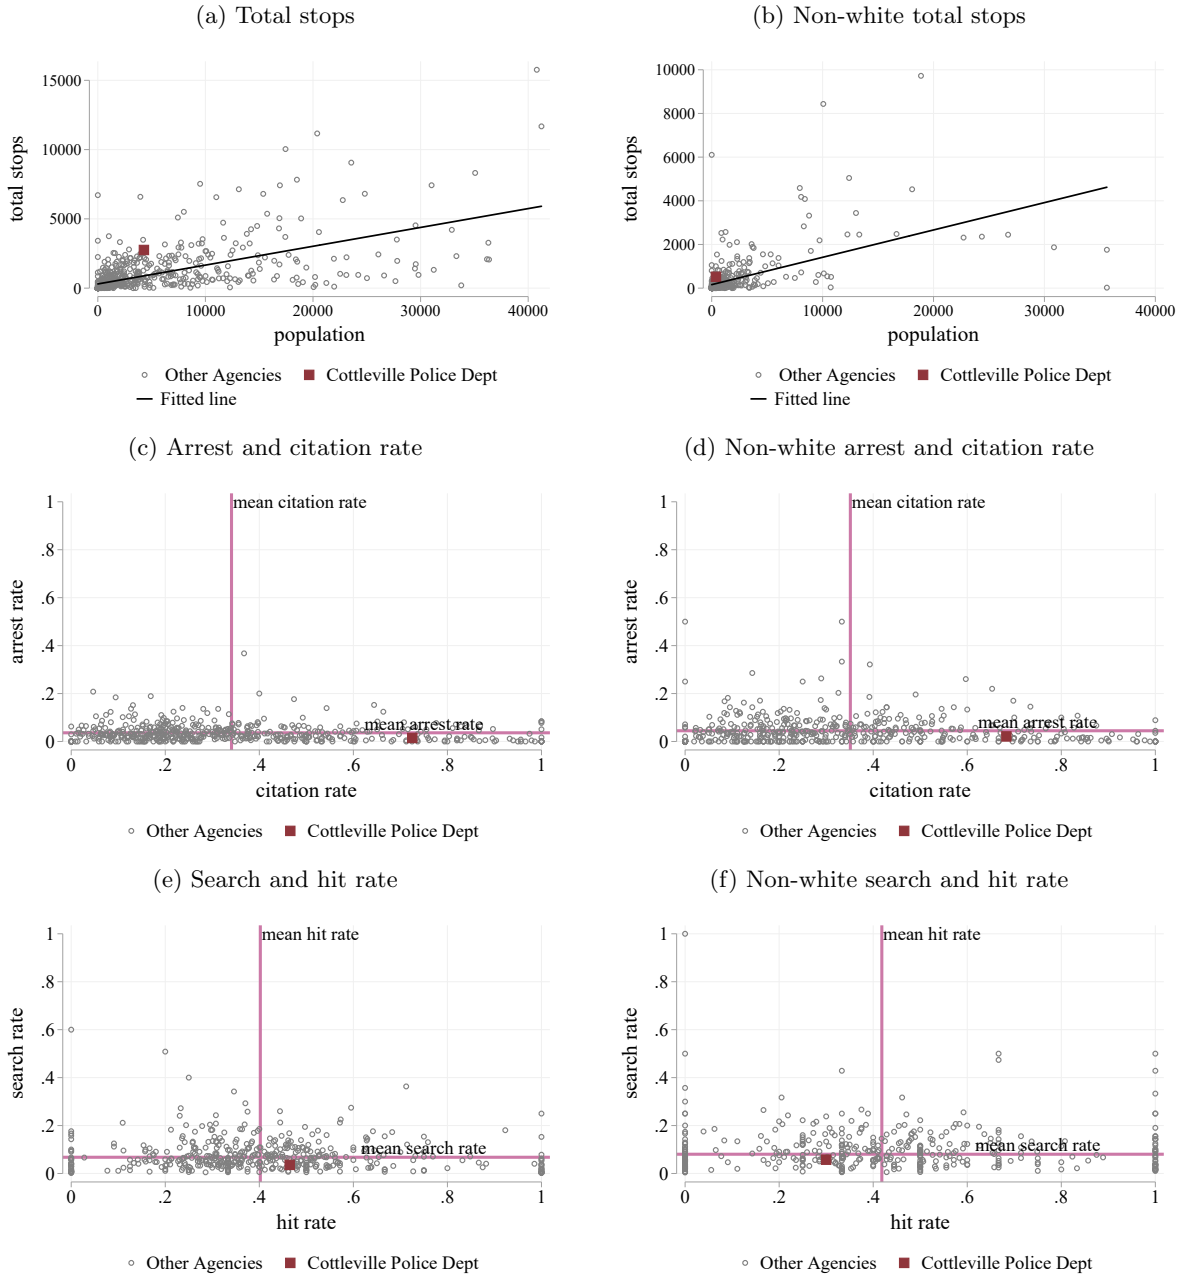 (a) Total stops
(b) Non-white total stops
total stops
15000
10000
5000
0
0 10000 20000 30000 40000
population
Other Agencies Cottleville Police Dept
Fitted line
total stops
10000
8000
6000
4000
2000
0
0 10000 20000 30000 40000
population
Other Agencies Cottleville Police Dept
Fitted line
(c) Arrest and citation rate
(d) Non-white arrest and citation rate
arrest rate
1
.8
.6
.4
.2
0
mean citation rate
mean arrest rate
0 .2 .4 .6 .8 1
citation rate
Other Agencies Cottleville Police Dept
arrest rate
1
.8
.6
.4
.2
0
mean citation rate
mean arrest rate
0 .2 .4 .6 .8 1
citation rate
Other Agencies Cottleville Police Dept
(e) Search and hit rate
(f) Non-white search and hit rate
search rate
1
.8
.6
.4
.2
0
mean hit rate
mean search rate
0 .2 .4 .6 .8 1
hit rate
Other Agencies Cottleville Police Dept
search rate
1
.8
.6
.4
.2
0
mean hit rate
mean search rate
0 .2 .4 .6 .8 1
hit rate
Other Agencies Cottleville Police Dept